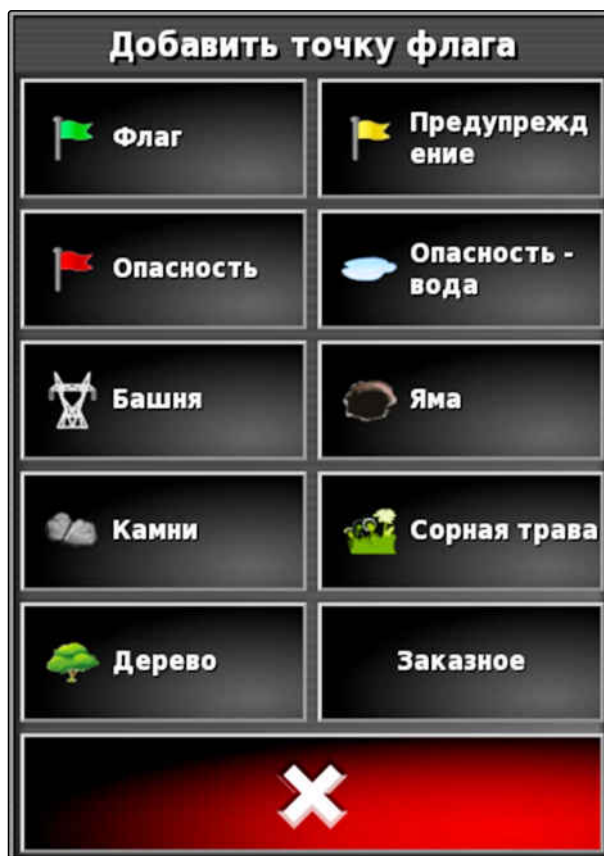 Добавить точку флага
Флаг
Предупрежд
ение
Опасность
Опасность -
вода
Башня
Яма
Камни
Сорная трава
Дерево
Заказное